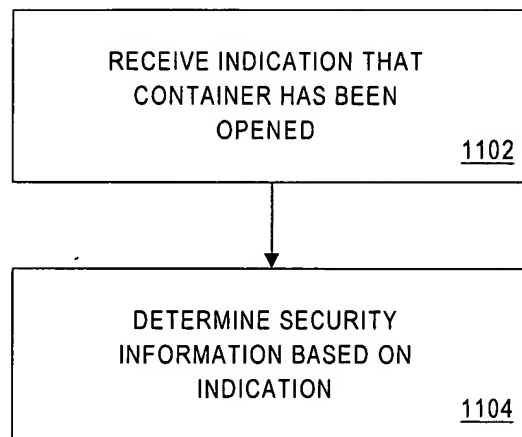 RECEIVE INDICATION THAT
CONTAINER HAS BEEN
OPENED
1102
DETERMINE SECURITY
INFORMATION BASED ON
INDICATION
1104